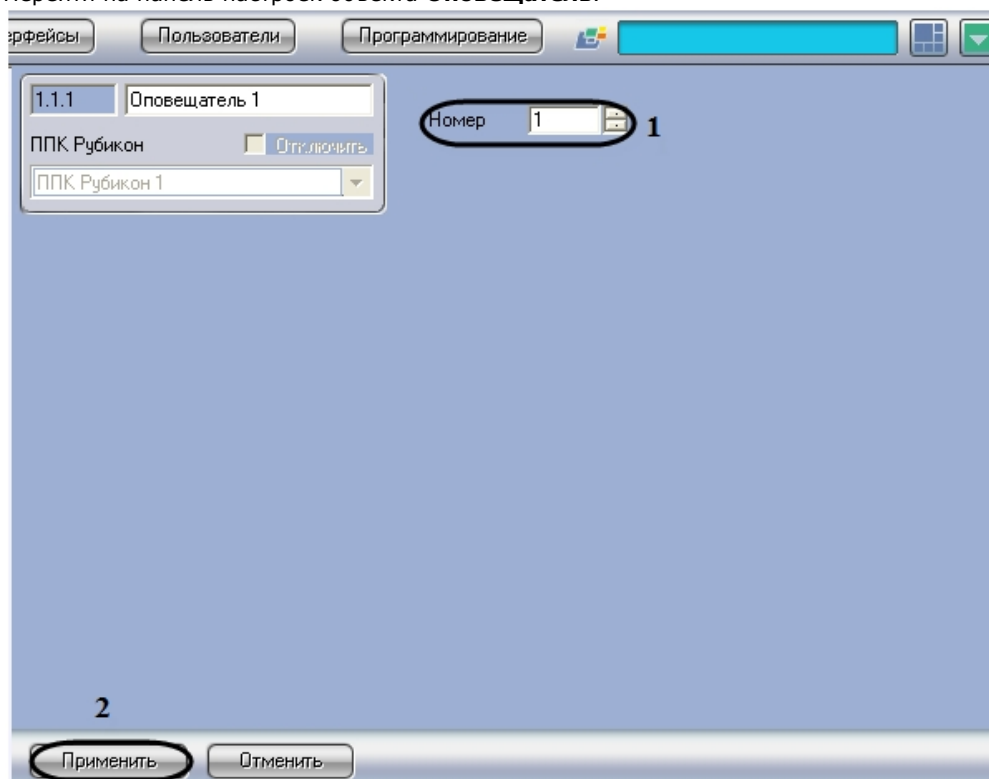 Перейти на панель настроек объекта Оповещатель.
ерфейсы Пользователи Программирование
1.1.1 Оповещатель 1
Номер 1 1
ППК Рубикон Отключить
ППК Рубикон 1
2
Применить Отменить